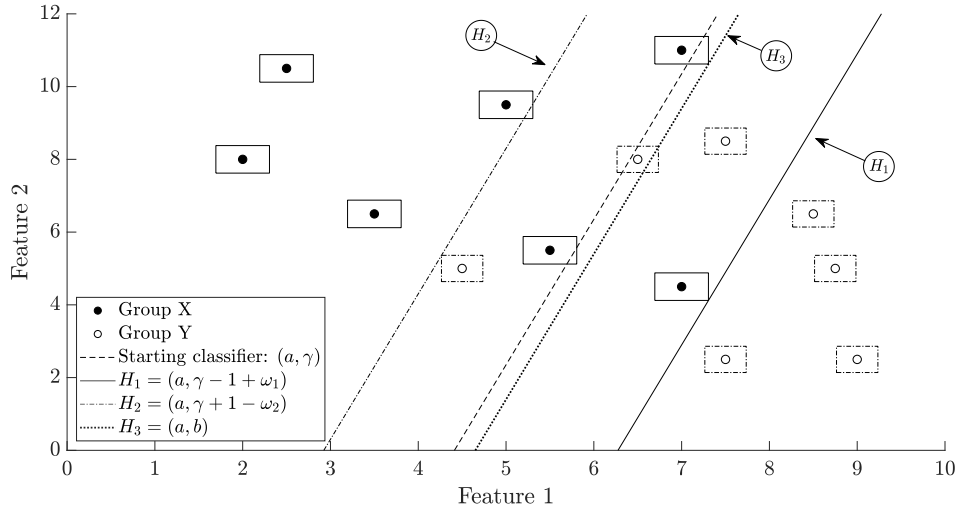 12
10
8
6
4
2
0
Feature 2
H₂
H₃
H₁
Group X
Group Y
Starting classifier: (a, γ)
H₁ = (a, γ − 1 + ω₁)
H₂ = (a, γ + 1 − ω₂)
H₃ = (a, b)
0 1 2 3 4 5 6 7 8 9 10
Feature 1